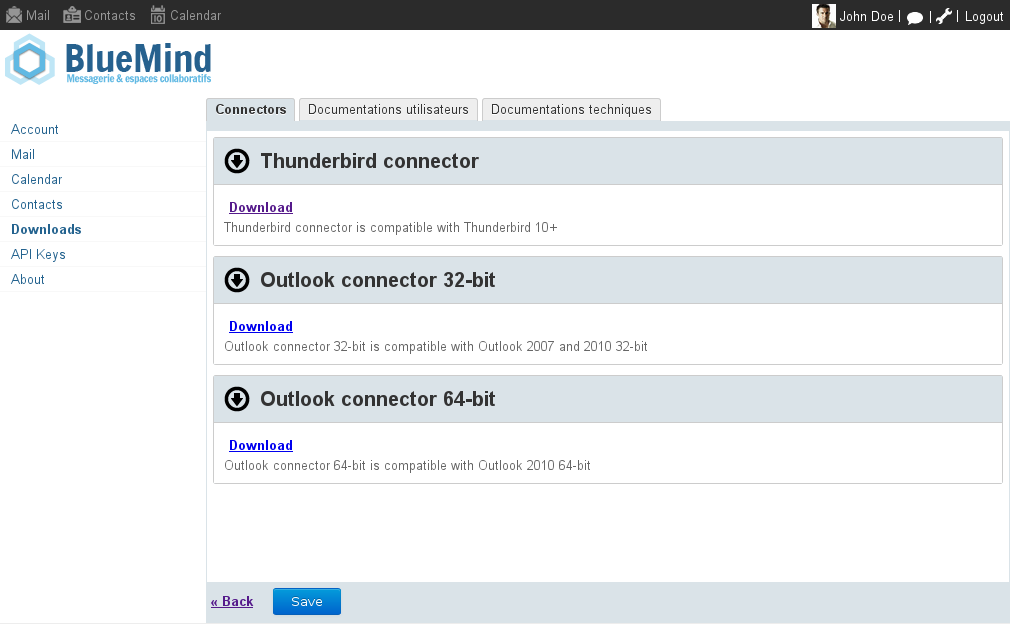 Mail Contacts 10 Calendar John Doe | | | Logout
BlueMind
Messagerie & espaces collaboratifs
Connectors Documentations utilisateurs Documentations techniques
Account
Mail
Calendar
Contacts
Downloads
API Keys
About
Thunderbird connector
Download
Thunderbird connector is compatible with Thunderbird 10+
Outlook connector 32-bit
Download
Outlook connector 32-bit is compatible with Outlook 2007 and 2010 32-bit
Outlook connector 64-bit
Download
Outlook connector 64-bit is compatible with Outlook 2010 64-bit
« Back Save